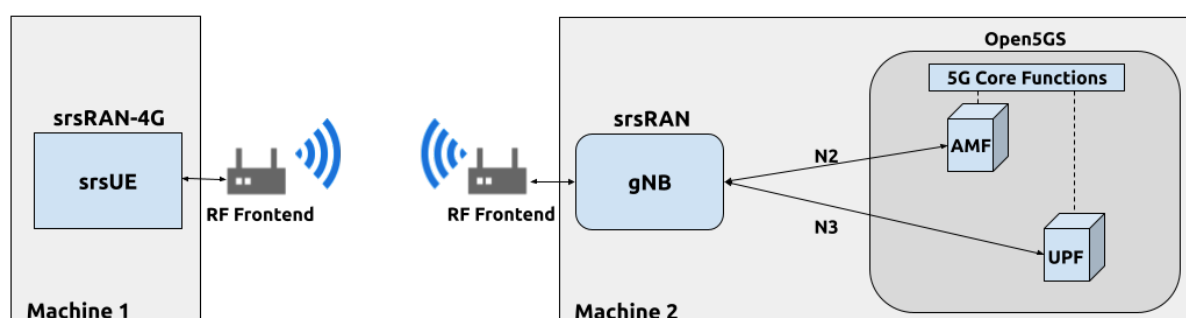 srsRAN-4G
srsUE
RF Frontend
Machine 1
RF Frontend
srsRAN
gNB
N2
N3
Open5GS
5G Core Functions
AMF
UPF
Machine 2